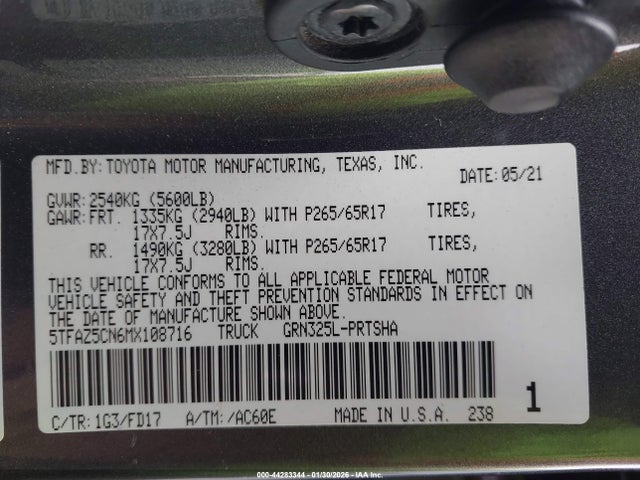 MFD.BY: TOYOTA MOTOR MANUFACTURING, TEXAS, INC.
DATE: 05/21
GVWR: 2540KG (5600LB)
GAWR: FRT. 1335KG (2940LB) WITH P265/65R17 TIRES,
17X7.5J RIMS.
RR. 1490KG (3280LB) WITH P265/65R17 TIRES,
17X7.5J RIMS.
THIS VEHICLE CONFORMS TO ALL APPLICABLE FEDERAL MOTOR
VEHICLE SAFETY AND THEFT PREVENTION STANDARDS IN EFFECT ON
THE DATE OF MANUFACTURE SHOWN ABOVE.
5TFAZ5CN6MX108716 TRUCK GRN325L-PRTSHA
C/TR: 1G3/FD17 A/TM: /AC60E MADE IN U.S.A. 238 1
000-44283344 / 01/30/2026 - IAA Inc.